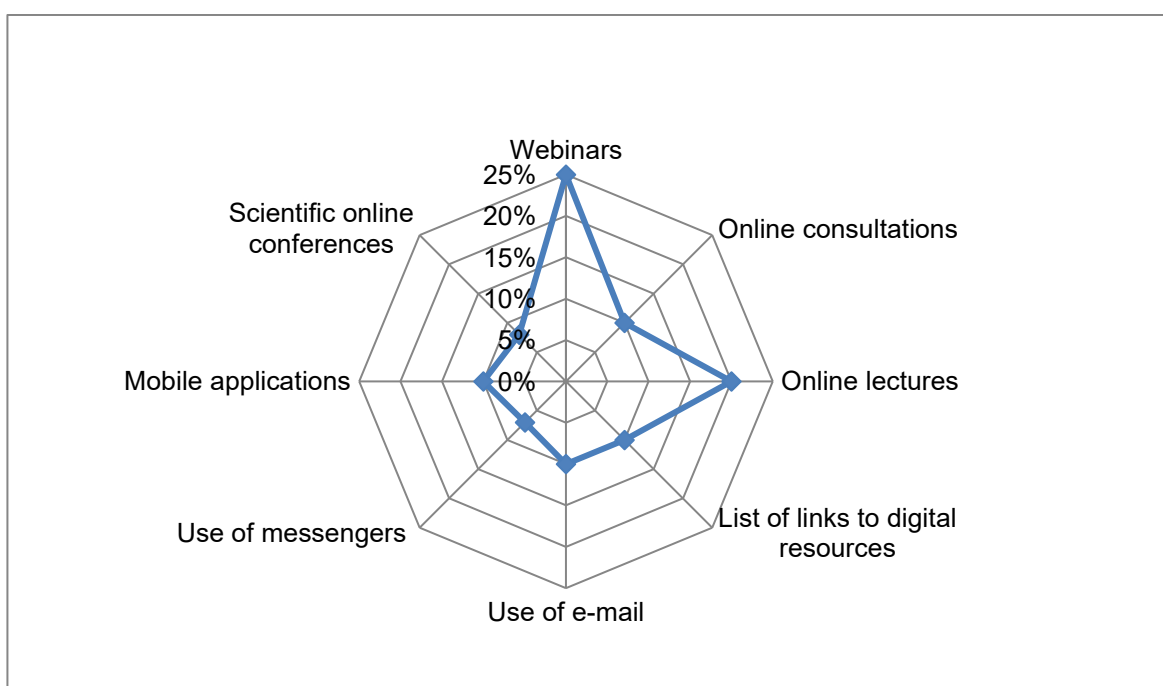 Webinars
25%
20%
15%
10%
5%
0%
Online consultations
Online lectures
List of links to digital
resources
Use of e-mail
Use of messengers
Mobile applications
Scientific online
conferences